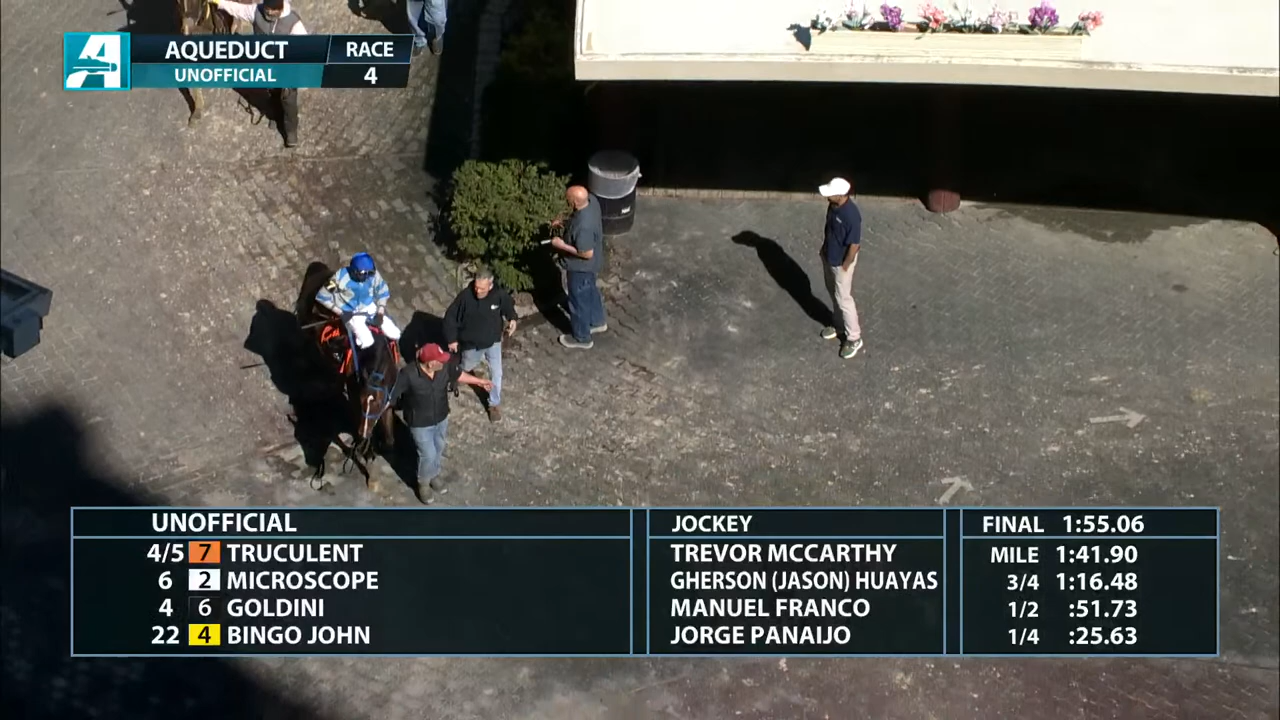 AQUEDUCT RACE
UNOFFICIAL 4
UNOFFICIAL JOCKEY FINAL 1:55.06
4/5 7 TRUCULENT TREVOR MCCARTHY MILE 1:41.90
6 2 MICROSCOPE GHERSON (JASON) HUAYAS 3/4 1:16.48
4 6 GOLDINI MANUEL FRANCO 1/2 :51.73
22 4 BINGO JOHN JORGE PANAIJO 1/4 :25.63